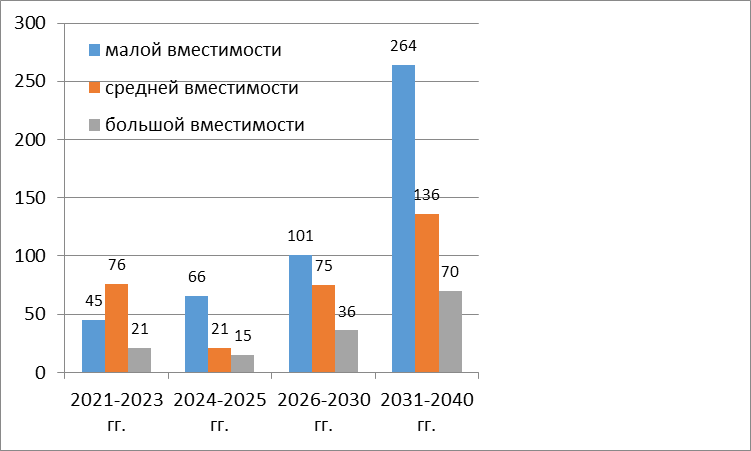 300
250
200
150
100
50
0
малой вместимости
средней вместимости
большой вместимости
45
76
21
66
21
15
101
75
36
264
136
70
2021-2023 гг.
2024-2025 гг.
2026-2030 гг.
2031-2040 гг.